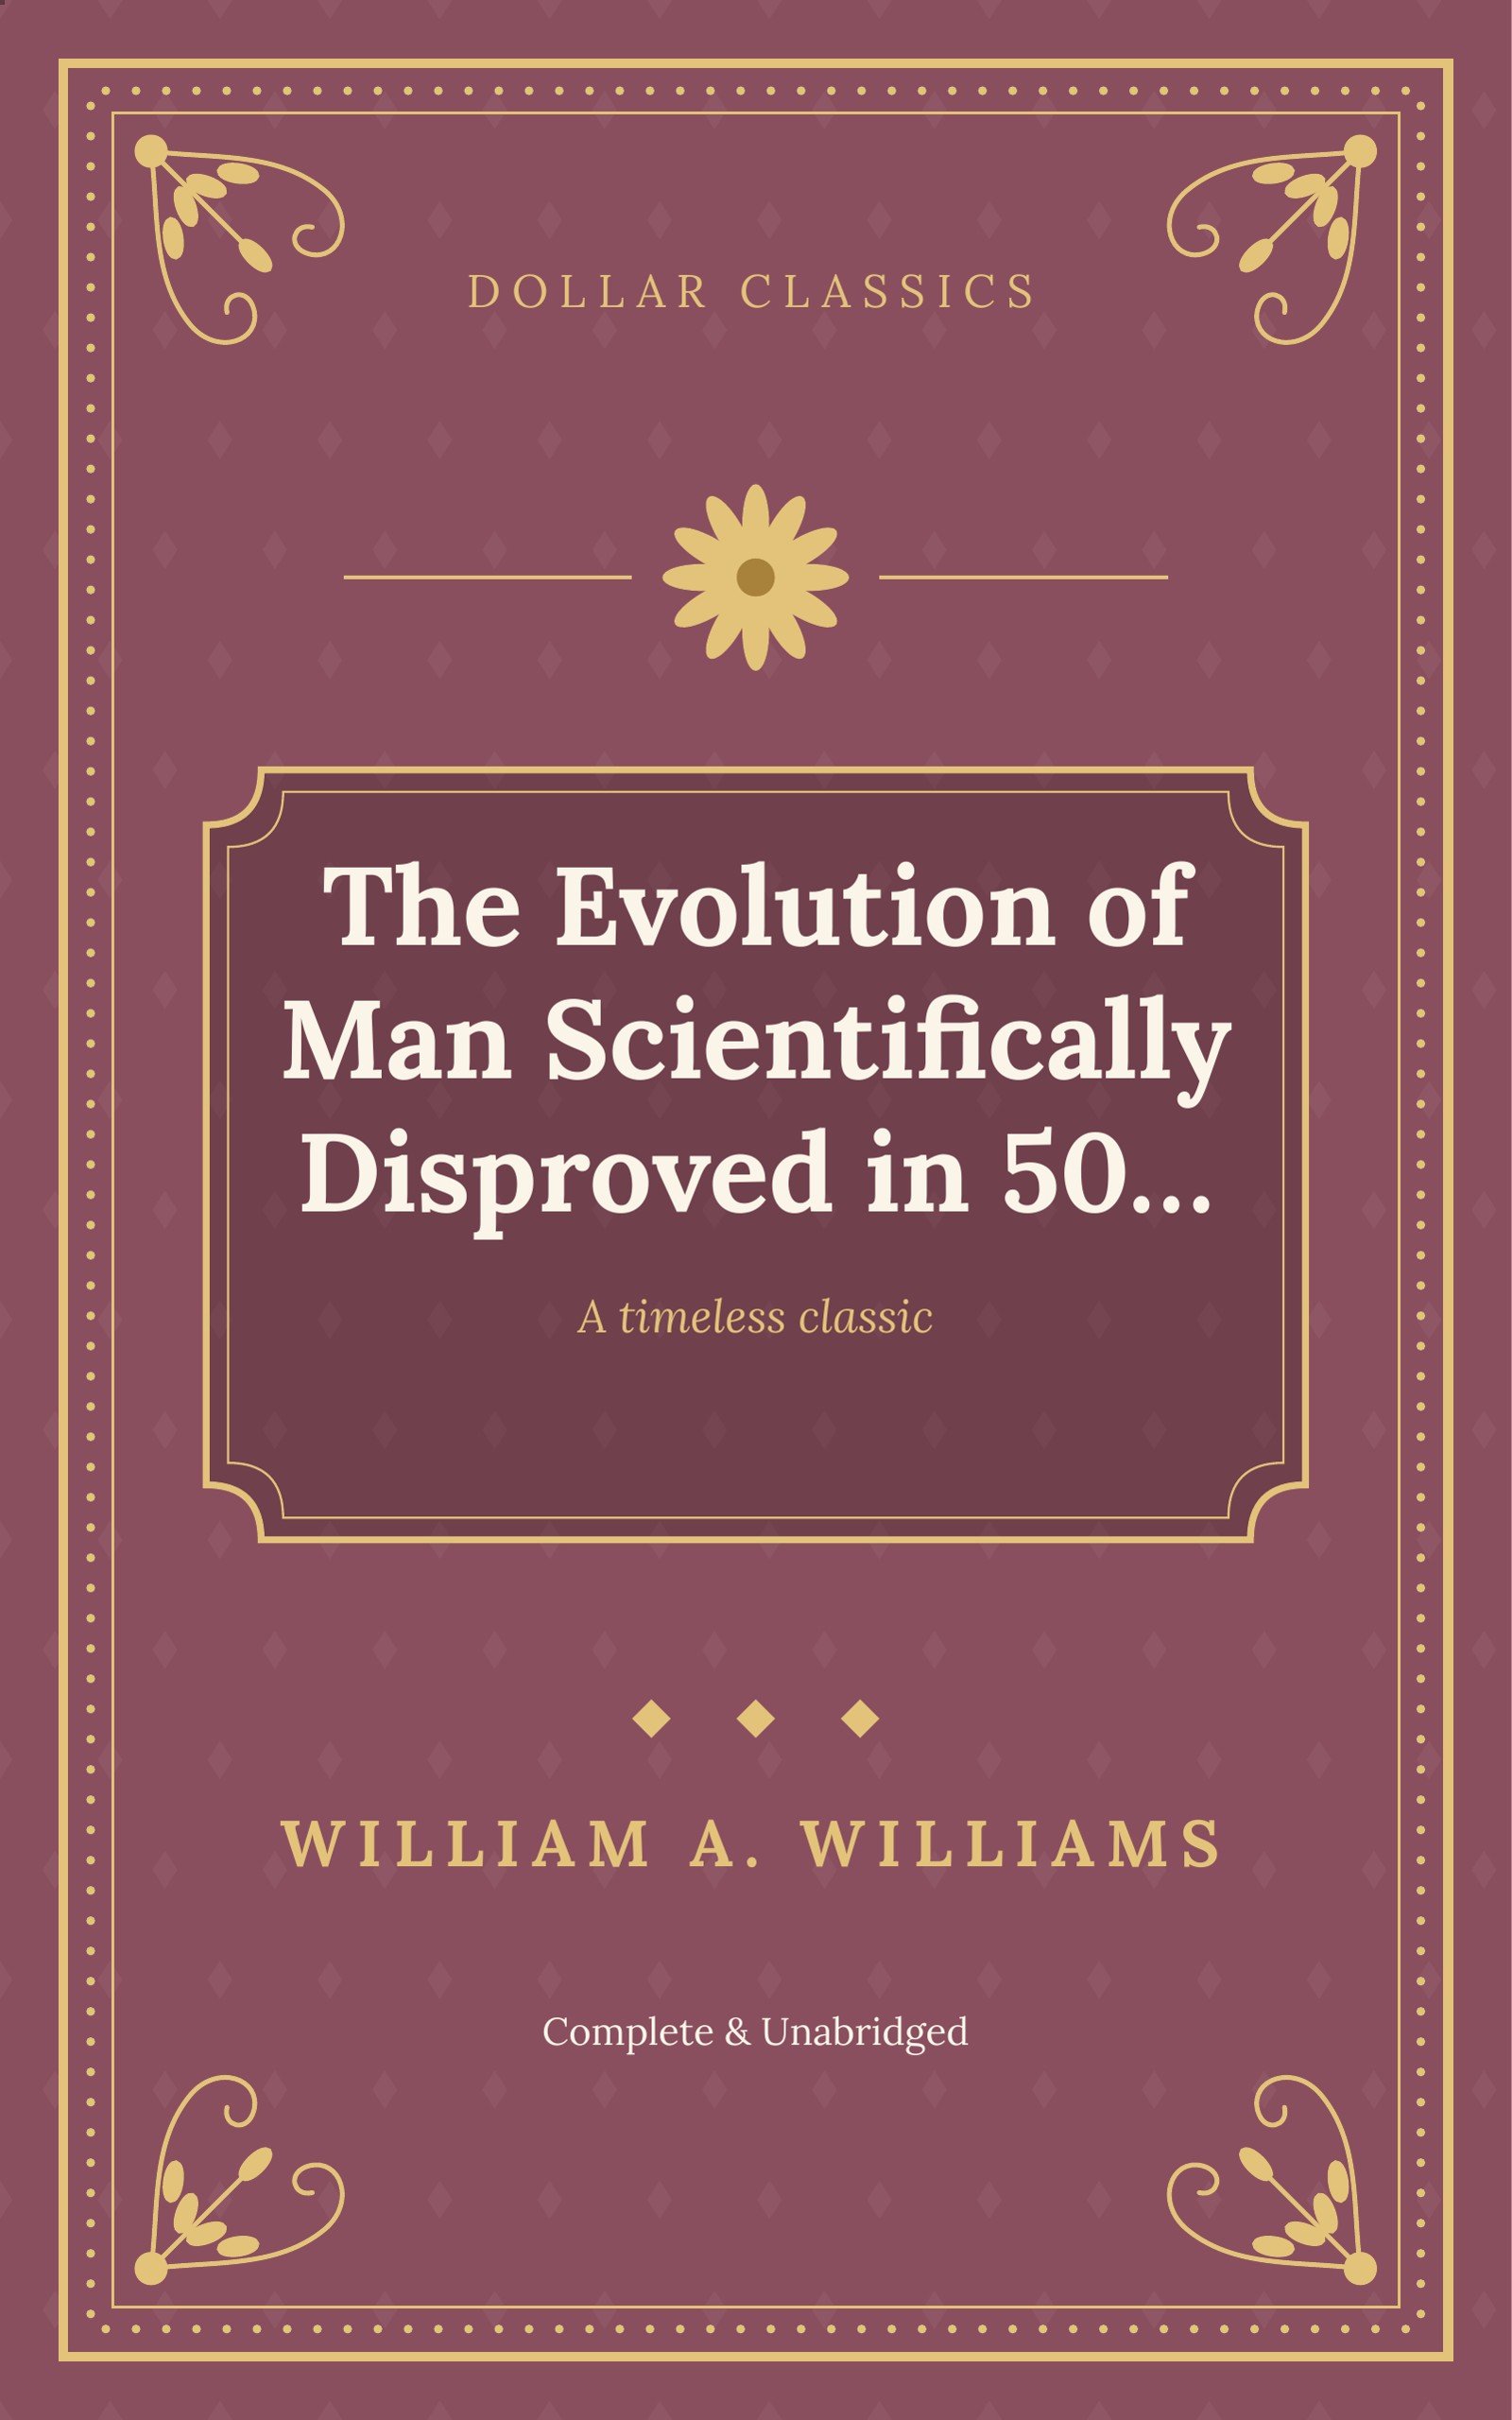 DOLLAR CLASSICS
The Evolution of
Man Scientifically
Disproved in 50...
A timeless classic
WILLIAM A. WILLIAMS
Complete & Unabridged